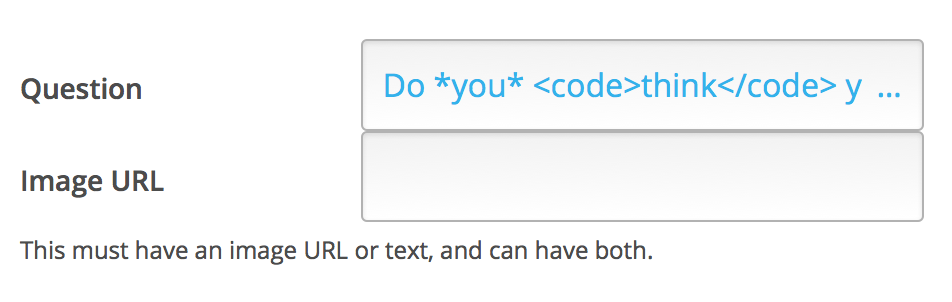 Question Do *you* <code>think</code> y ...
Image URL
This must have an image URL or text, and can have both.